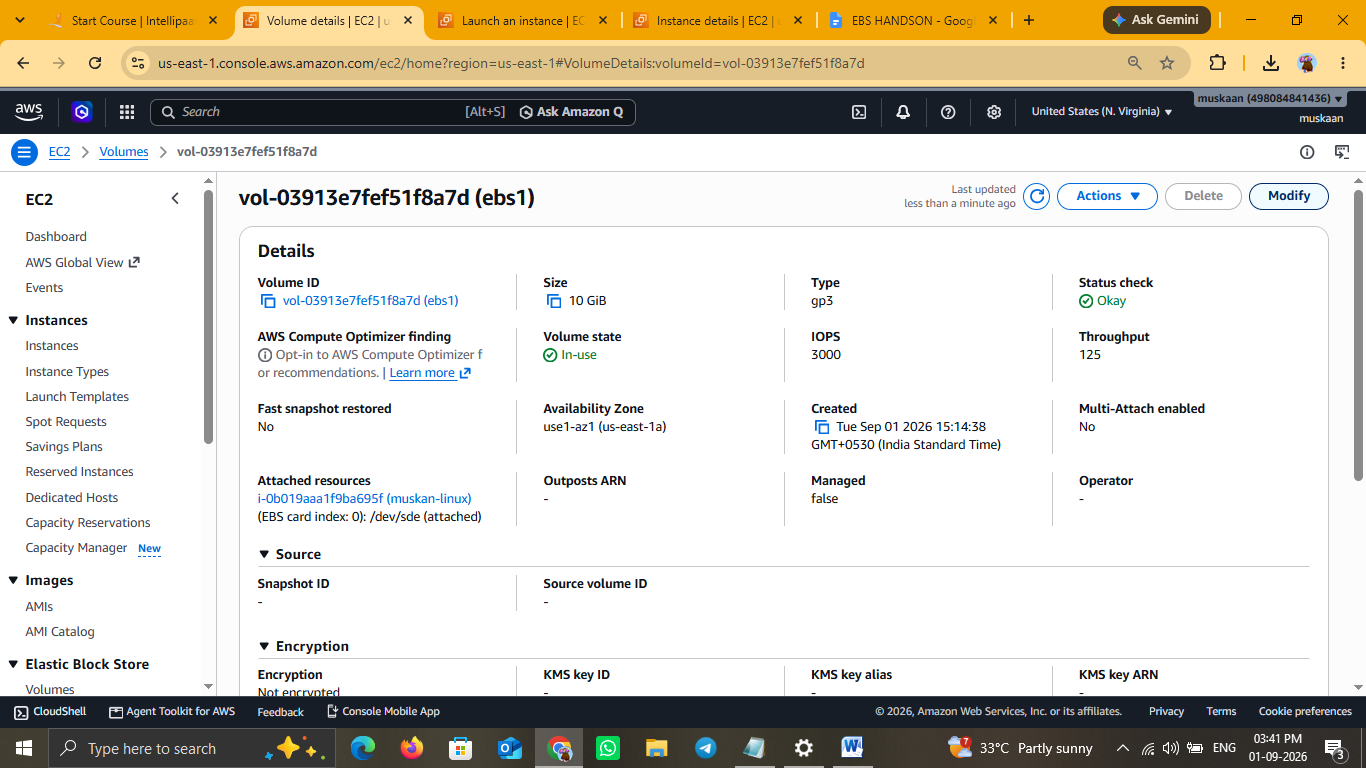 Start Course | Intellipaa
Volume details | EC2 | u
Launch an instance | EC
Instance details | EC2 |
EBS HANDSON - Goog
Ask Gemini
us-east-1.console.aws.amazon.com/ec2/home?region=us-east-1#VolumeDetails:volumeId=vol-03913e7fef51f8a7d
aws
Search
[Alt+S]
Ask Amazon Q
United States (N. Virginia)
muskaan (498084841436)
muskaan
EC2
Volumes
vol-03913e7fef51f8a7d
EC2
Dashboard
AWS Global View
Events
Instances
Instances
Instance Types
Launch Templates
Spot Requests
Savings Plans
Reserved Instances
Dedicated Hosts
Capacity Reservations
Capacity Manager New
Images
AMIs
AMI Catalog
Elastic Block Store
Volumes
vol-03913e7fef51f8a7d (ebs1)
Last updated
less than a minute ago
Actions
Delete
Modify
Details
Volume ID
vol-03913e7fef51f8a7d (ebs1)
Size
10 GiB
Type
gp3
Status check
Okay
AWS Compute Optimizer finding
Opt-in to AWS Compute Optimizer f
or recommendations. | Learn more
Volume state
In-use
IOPS
3000
Throughput
125
Fast snapshot restored
No
Availability Zone
use1-az1 (us-east-1a)
Created
Tue Sep 01 2026 15:14:38
GMT+0530 (India Standard Time)
Multi-Attach enabled
No
Attached resources
i-0b019aaa1f9ba695f (muskan-linux)
(EBS card index: 0): /dev/sde (attached)
Outposts ARN
-
Managed
false
Operator
-
Source
Snapshot ID
-
Source volume ID
-
Encryption
Encryption
Not encrypted
KMS key ID
-
KMS key alias
-
KMS key ARN
-
CloudShell
Agent Toolkit for AWS
Feedback
Console Mobile App
© 2026, Amazon Web Services, Inc. or its affiliates.
Privacy
Terms
Cookie preferences
Type here to search
7
33°C Partly sunny
ENG
03:41 PM
01-09-2026
3